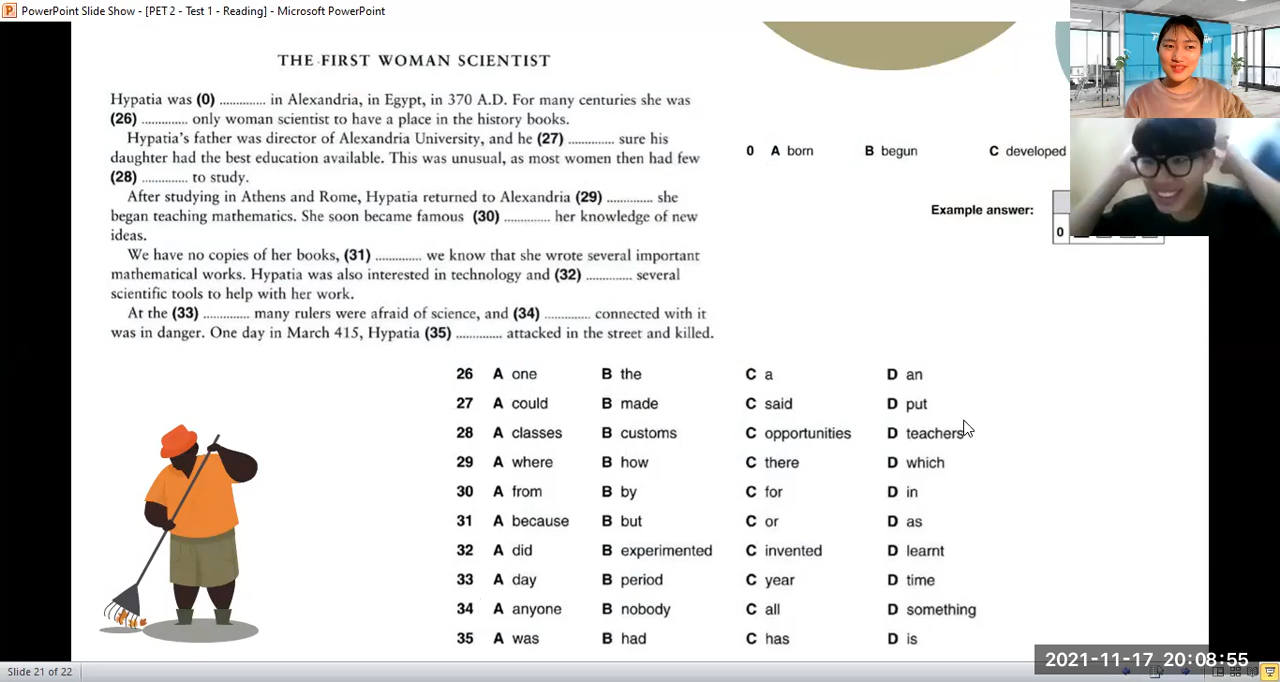 PowerPoint Slide Show - [PET 2 - Test 1 - Reading] - Microsoft PowerPoint
THE FIRST WOMAN SCIENTIST
Hypatia was (0) ............. in Alexandria, in Egypt, in 370 A.D. For many centuries she was
(26) ............. only woman scientist to have a place in the history books.
Hypatia's father was director of Alexandria University, and he (27) ............. sure his
daughter had the best education available. This was unusual, as most women then had few
(28) ............. to study.
After studying in Athens and Rome, Hypatia returned to Alexandria (29) ............. she
began teaching mathematics. She soon became famous (30) ............. her knowledge of new
ideas.
We have no copies of her books, (31) ............. we know that she wrote several important
mathematical works. Hypatia was also interested in technology and (32) ............. several
scientific tools to help with her work.
At the (33) ............. many rulers were afraid of science, and (34) ............. connected with it
was in danger. One day in March 415, Hypatia (35) ............. attacked in the street and killed.
0 A born B begun C developed
Example answer:
0
26 A one B the C a D an
27 A could B made C said D put
28 A classes B customs C opportunities D teachers
29 A where B how C there D which
30 A from B by C for D in
31 A because B but C or D as
32 A did B experimented C invented D learnt
33 A day B period C year D time
34 A anyone B nobody C all D something
35 A was B had C has D is
2021-11-17 20:08:55
Slide 21 of 22